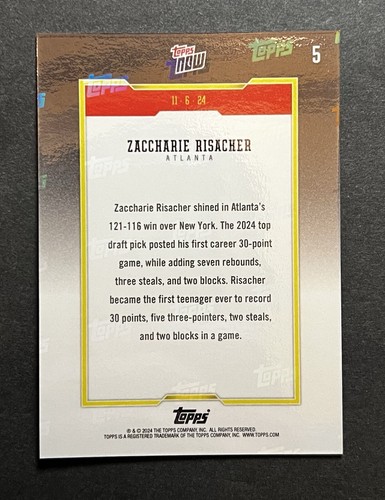 TOPPS NOW
Topps
5
Topps
11 · 6 · 24
ZACCHARIE RISACHER
ATLANTA
Zaccharie Risacher shined in Atlanta's
121-116 win over New York. The 2024 top
draft pick posted his first career 30-point
game, while adding seven rebounds,
three steals, and two blocks. Risacher
became the first teenager ever to record
30 points, five three-pointers, two steals,
and two blocks in a game.
Topps
® & © 2024 THE TOPPS COMPANY, INC. ALL RIGHTS RESERVED.
TOPPS IS A REGISTERED TRADEMARK OF THE TOPPS COMPANY, INC. WWW.TOPPS.COM